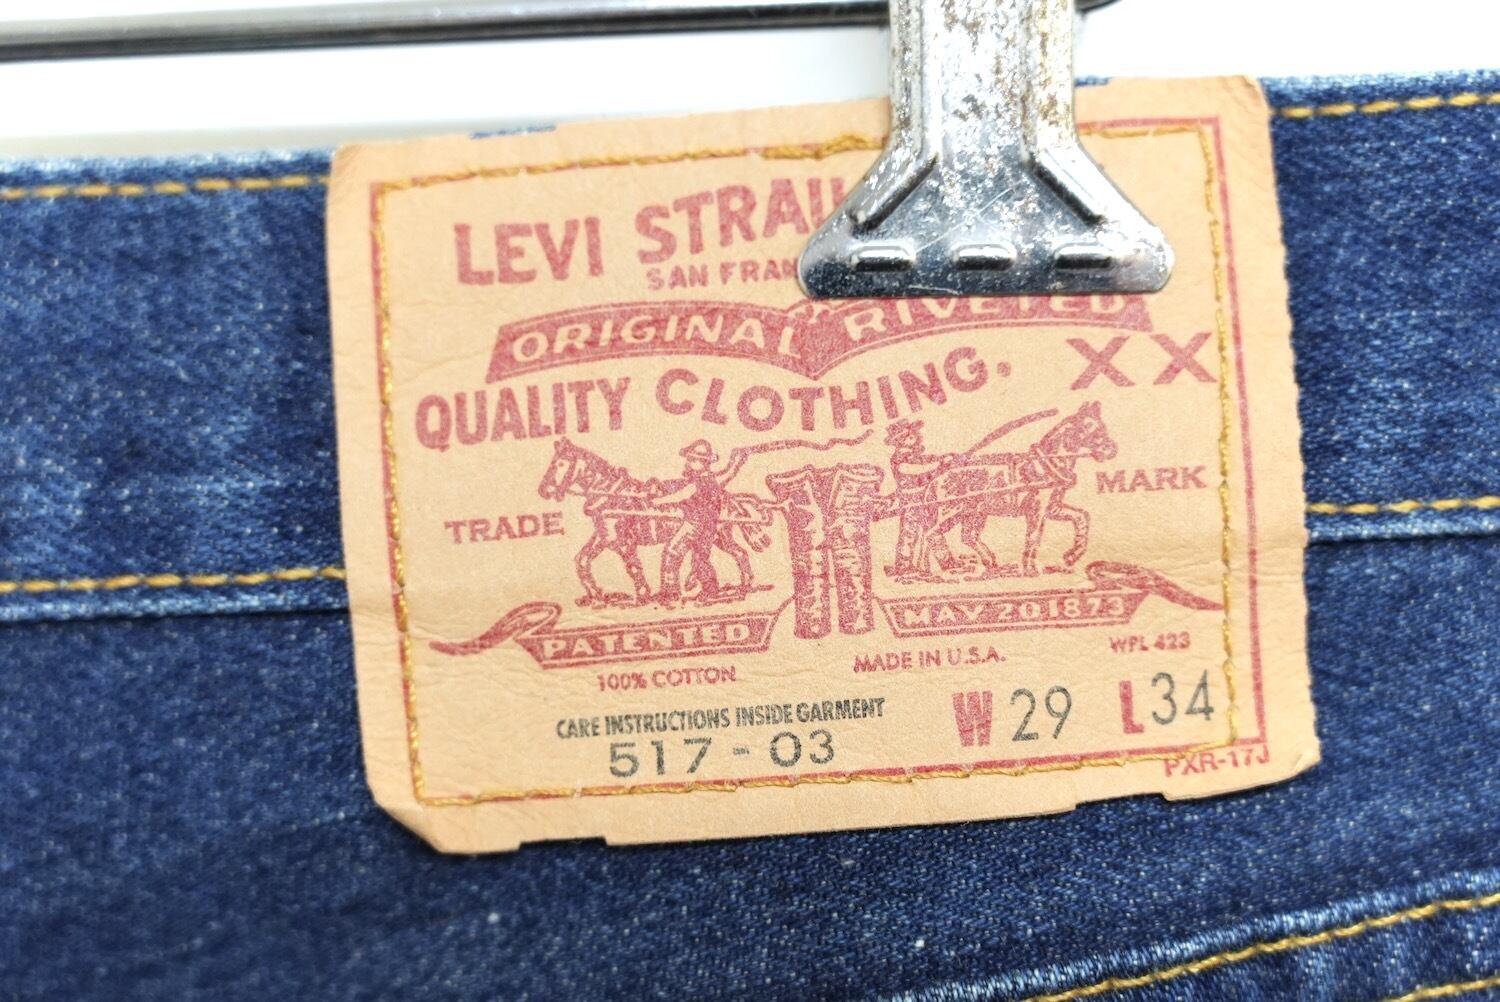 LEVI STRAU
SAN FRAN
ORIGINAL RIVETED
QUALITY CLOTHING. XX
TRADE MARK
PATENTED MAY 20 1873
100% COTTON MADE IN U.S.A. WPL 423
CARE INSTRUCTIONS INSIDE GARMENT
517-03 W 29 L 34
PXR-17J